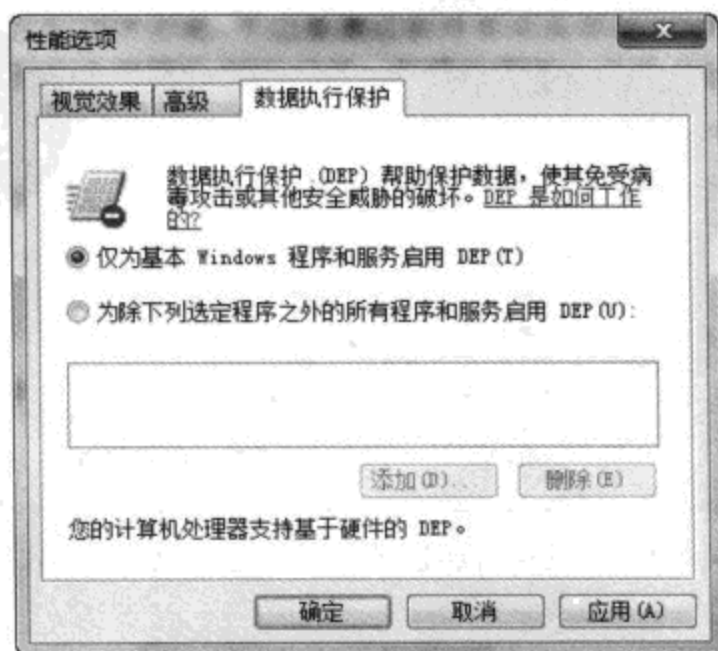 性能选项
视觉效果 高级 数据执行保护
数据执行保护 (DEP) 帮助保护数据，使其免受病
毒攻击或其他安全威胁的破坏。DEP 是如何工作
的?
仅为基本 Windows 程序和服务启用 DEP(T)
为除下列选定程序之外的所有程序和服务启用 DEP(U):
添加(D)... 删除(E)
您的计算机处理器支持基于硬件的 DEP。
确定 取消 应用(A)